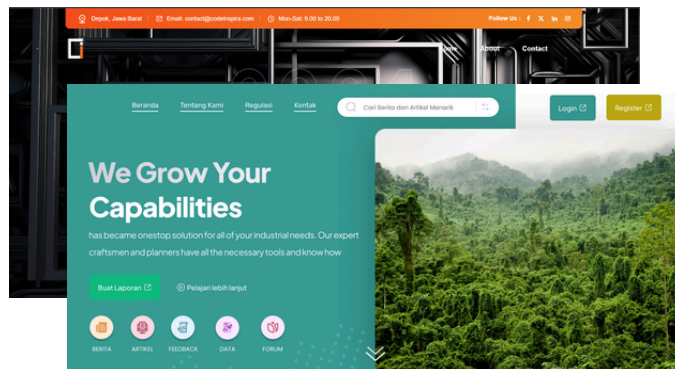 Depok, Jawa Barat
Email: contact@codeinspira.com
Mon-Sat: 9.00 to 20.00
Follow Us :
About
Contact
Beranda
Tentang Kami
Regulasi
Kontak
Cari Berita dan Artikel Menarik
Login
Register
We Grow Your
Capabilities
has became onestop solution for all of your industrial needs. Our expert
craftsmen and planners have all the necessary tools and know how
Buat Laporan
Pelajari lebih lanjut
BERITA
ARTIKEL
FEEDBACK
DATA
FORUM